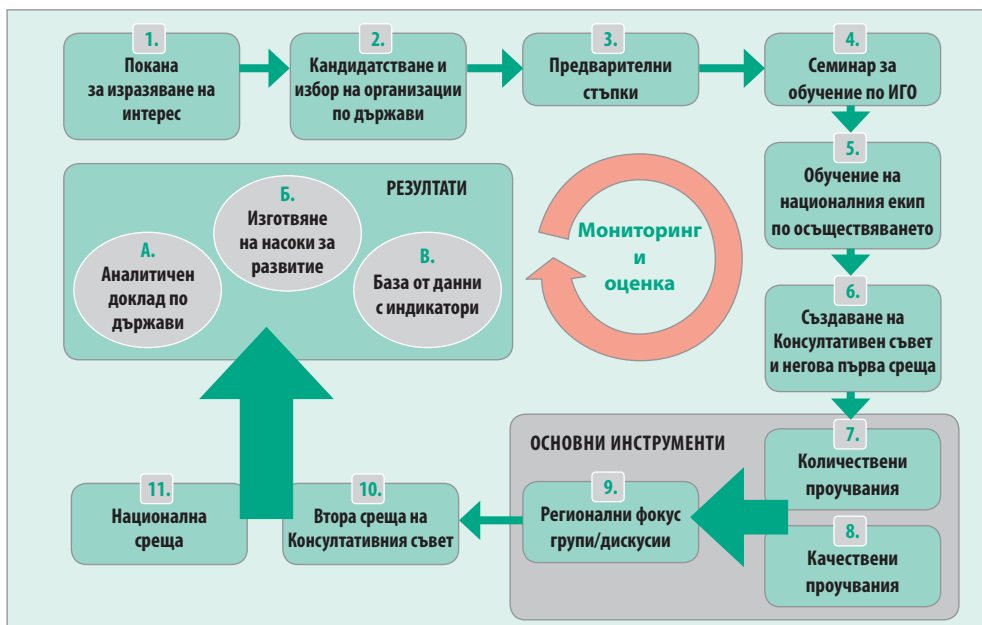 1.
Покана
за изразяване на
интерес
2.
Кандидатстване и
избор на организации
по държави
3.
Предварителни
стъпки
4.
Семинар за
обучение по ИГО
5.
Обучение на
националния екип
по осъществяването
6.
Създаване на
Консултативен съвет
и негова първа среща
ОСНОВНИ ИНСТРУМЕНТИ
7.
Количествени
проучвания
8.
Качествени
проучвания
9.
Регионални фокус
групи/дискусии
10.
Втора среща на
Консултативния съвет
11.
Национална
среща
РЕЗУЛТАТИ
А.
Аналитичен
доклад по
държави
Б.
Изготвяне
на насоки за
развитие
В.
База от данни
с индикатори
Мониторинг
и
оценка